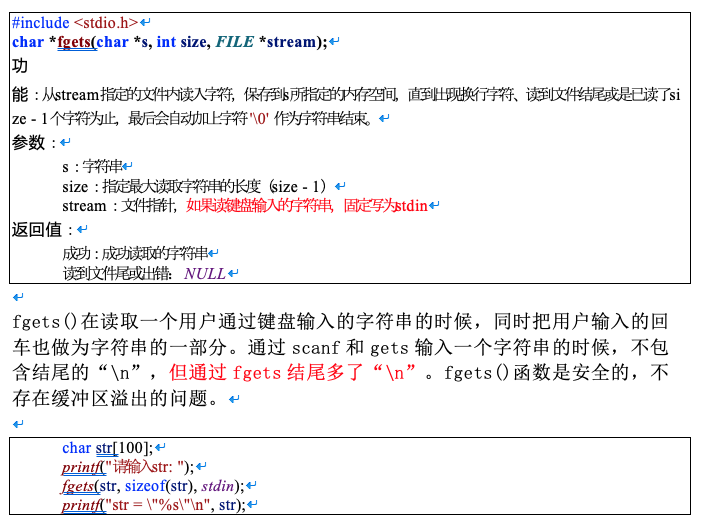 #include <stdio.h>
char *fgets(char *s, int size, FILE *stream);
功
能：从stream指定的文件内读入字符，保存到s所指定的内存空间，直到出现换行字符、读到文件结尾或是已读了si
ze - 1个字符为止，最后会自动加上字符 '\0' 作为字符串结束。
参数：
s：字符串
size：指定最大读取字符串的长度（size - 1）
stream：文件指针，如果读键盘输入的字符串，固定写为stdin
返回值：
成功：成功读取的字符串
读到文件尾或出错： NULL
fgets()在读取一个用户通过键盘输入的字符串的时候，同时把用户输入的回
车也做为字符串的一部分。通过 scanf 和 gets 输入一个字符串的时候，不包
含结尾的“\n”，但通过 fgets 结尾多了“\n”。fgets()函数是安全的，不
存在缓冲区溢出的问题。
char str[100];
printf("请输入str: ");
fgets(str, sizeof(str), stdin);
printf("str = \"%s\"\n", str);